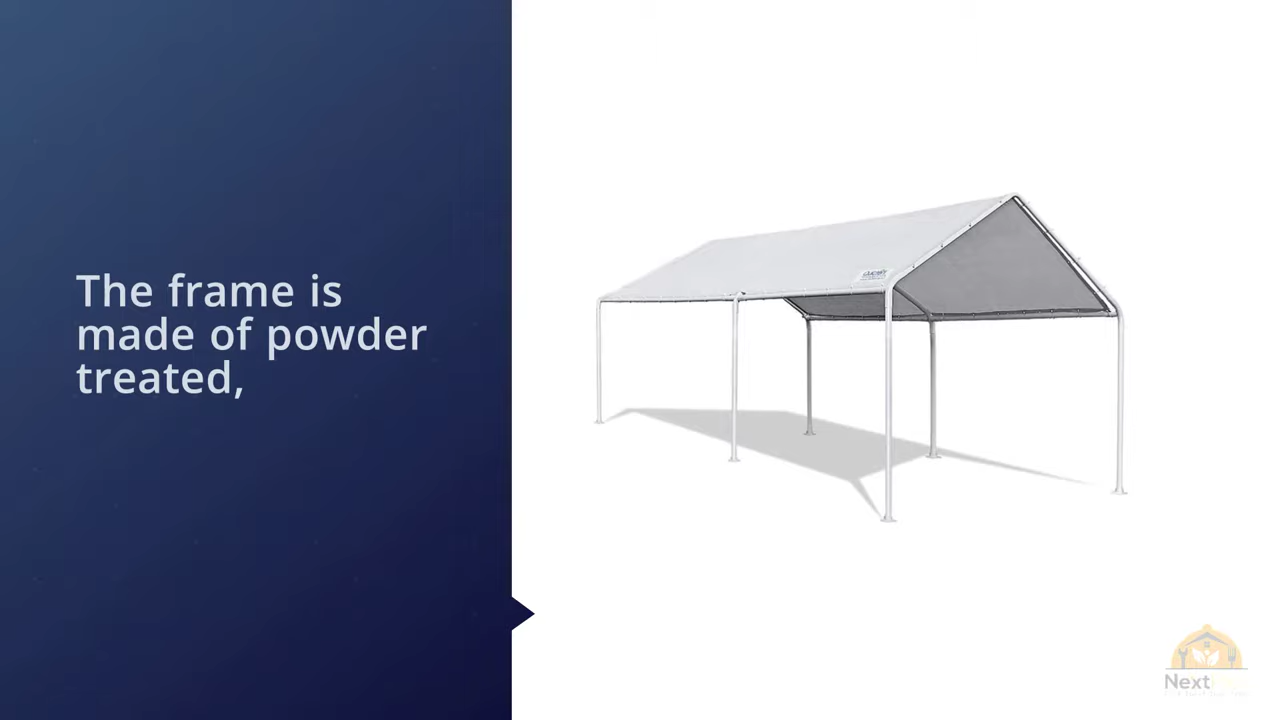 The frame is
made of powder
treated,
Next